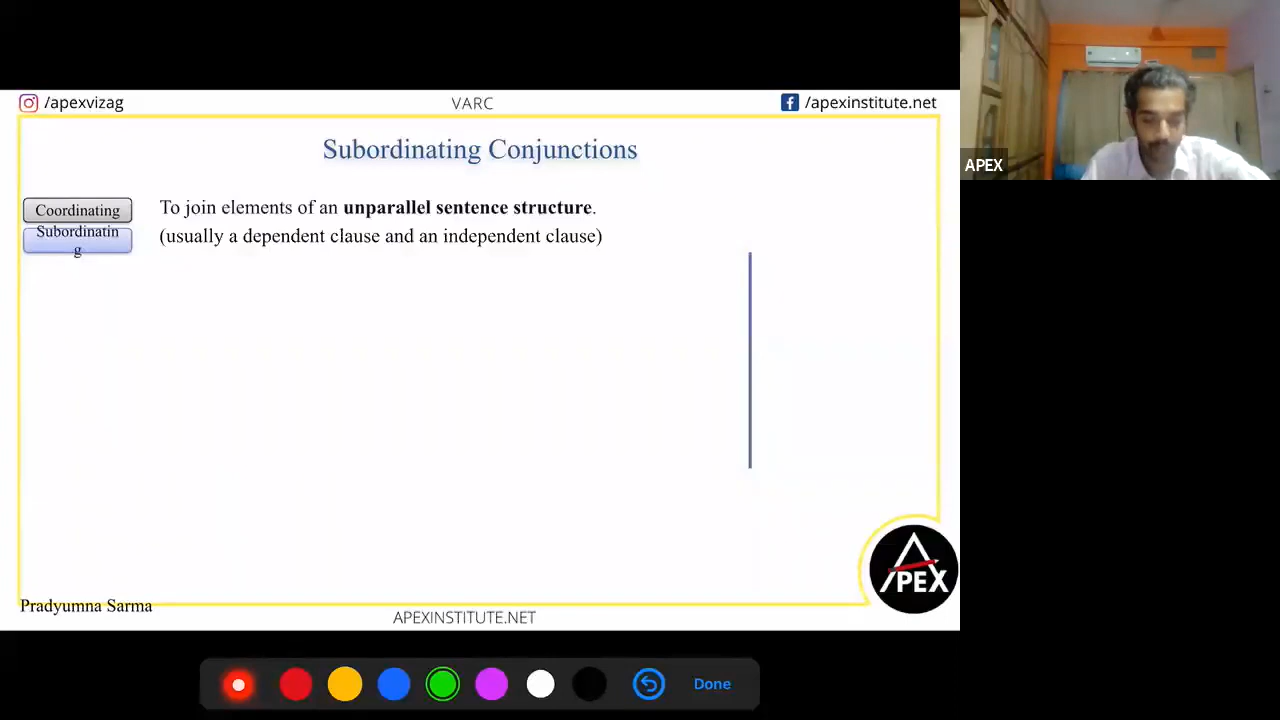 /apexvizag
VARC
/apexinstitute.net
Subordinating Conjunctions
Coordinating
Subordinatin
g
To join elements of an unparallel sentence structure.
(usually a dependent clause and an independent clause)
APEX
APEX
Pradyumna Sarma
APEXINSTITUTE.NET
Done